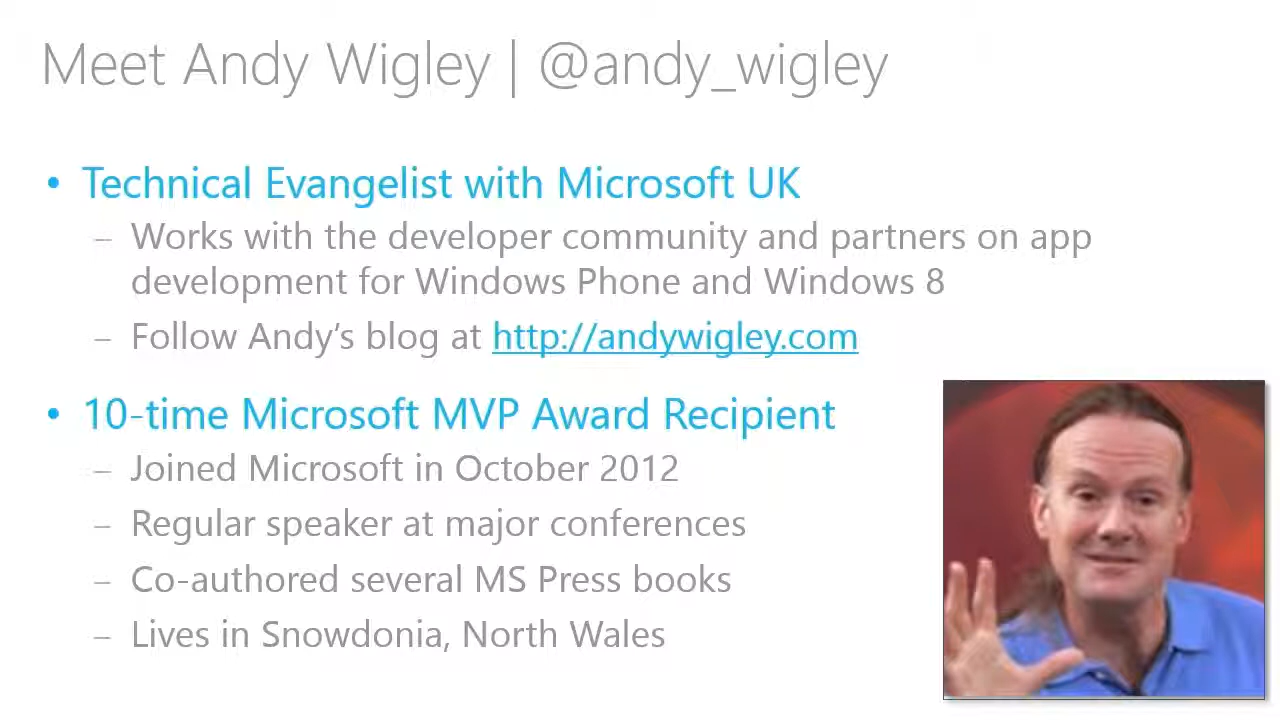 Meet Andy Wigley | @andy_wigley
• Technical Evangelist with Microsoft UK
– Works with the developer community and partners on app
development for Windows Phone and Windows 8
– Follow Andy‘s blog at http://andywigley.com
• 10-time Microsoft MVP Award Recipient
– Joined Microsoft in October 2012
– Regular speaker at major conferences
– Co-authored several MS Press books
– Lives in Snowdonia, North Wales